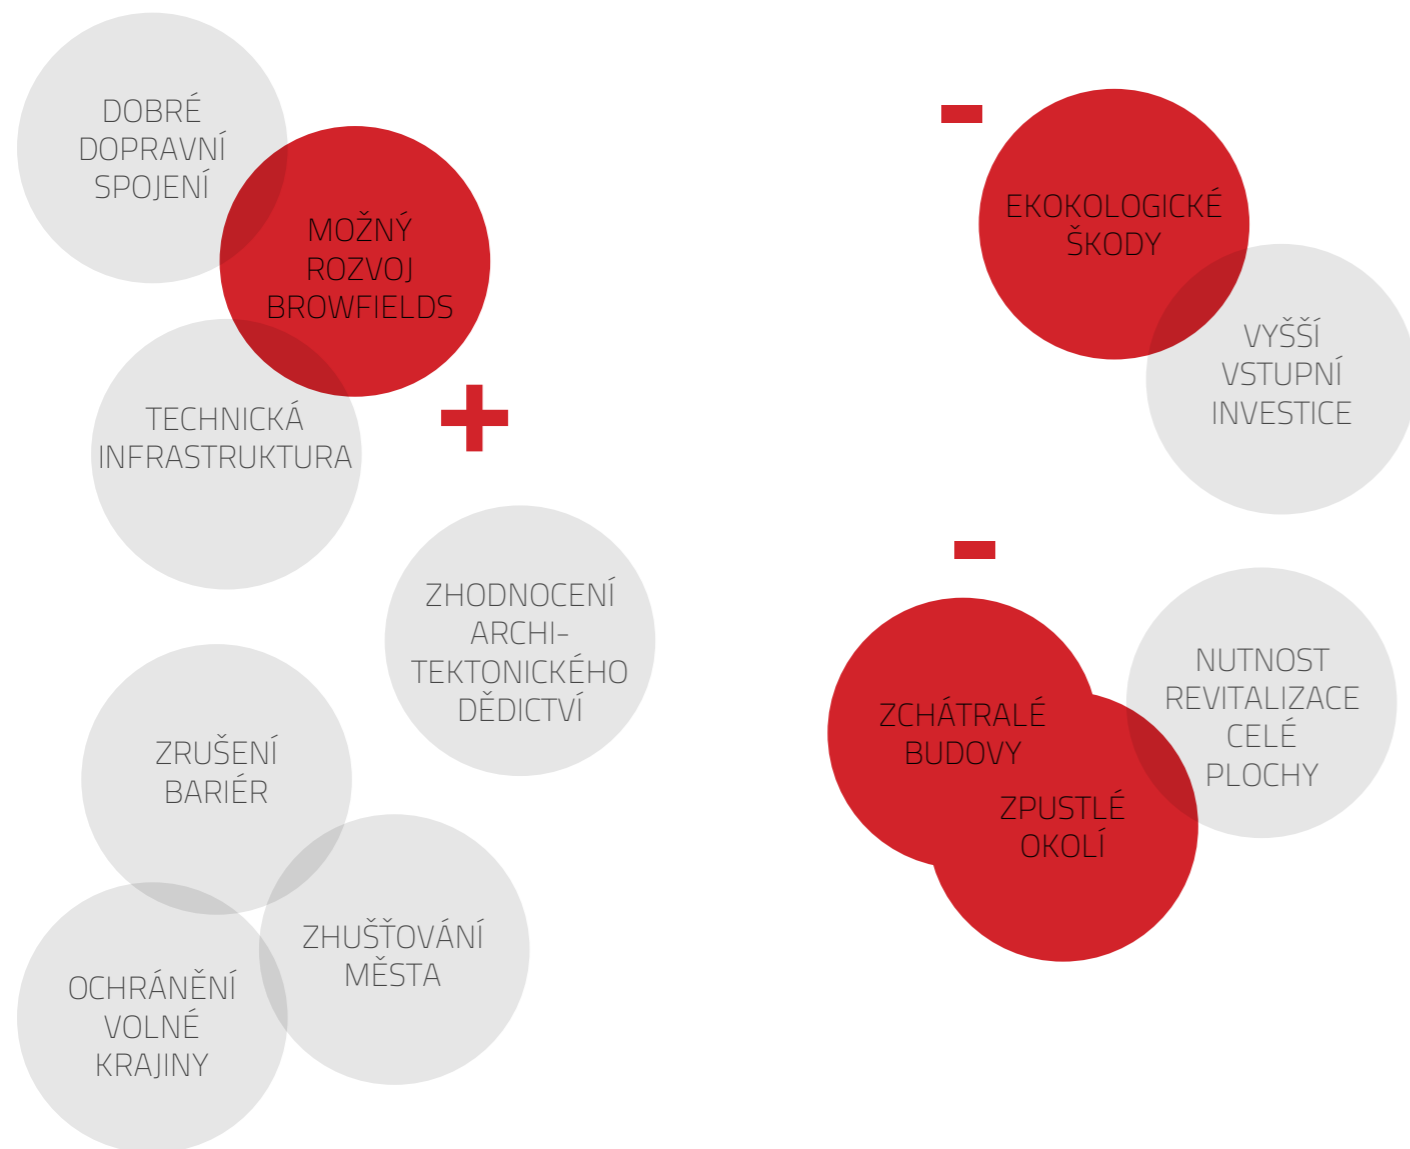 DOBRÉ
DOPRAVNÍ
SPOJENÍ
MOŽNÝ
ROZVOJ
BROWFIELDS
+
TECHNICKÁ
INFRASTRUKTURA
ZHODNOCENÍ
ARCHI-
TEKTONICKÉHO
DĚDICTVÍ
ZRUŠENÍ
BARIÉR
ZHUŠŤOVÁNÍ
MĚSTA
OCHRÁNĚNÍ
VOLNÉ
KRAJINY
-
EKOKOLOGICKÉ
ŠKODY
VYŠŠÍ
VSTUPNÍ
INVESTICE
-
ZCHÁTRALÉ
BUDOVY
ZPUSTLÉ
OKOLÍ
NUTNOST
REVITALIZACE
CELÉ
PLOCHY